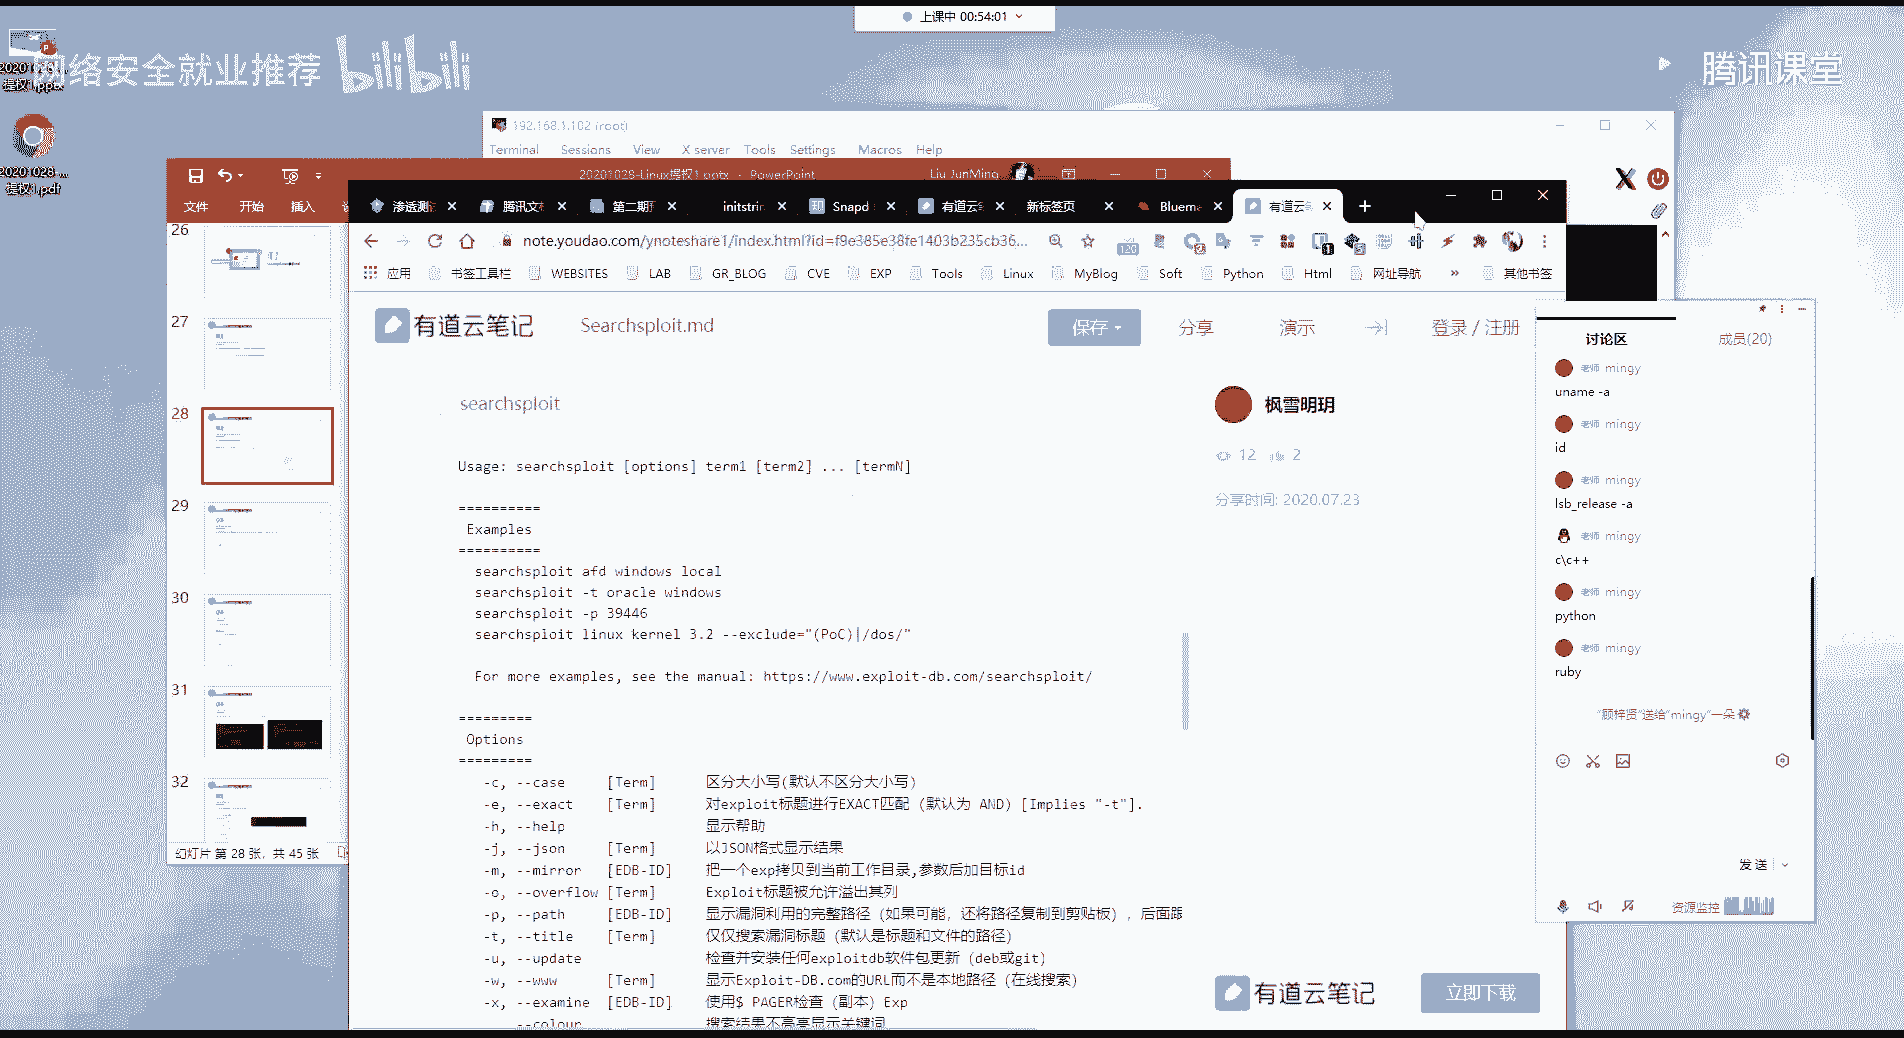 上课中 00:54:01
网络安全就业推荐 bilibili
腾讯课堂
提权1.pptx
20201028-...
提权1.pdf
192.168.1.102 (root)
Terminal Sessions View X server Tools Settings Macros Help
20201028-Linux提权1.pptx - PowerPoint
Liu JunMing
文件 开始 插入
渗透测试
腾讯文档
第二期
initstrin
Snapd
有道云笔
新标签页
Bluema
有道云笔
note.youdao.com/ynoteshare1/index.html?id=f9e385e38fe1403b235cb36...
应用 书签工具栏 WEBSITES LAB GR_BLOG CVE EXP Tools Linux MyBlog Soft Python Html 网址导航 » 其他书签
有道云笔记
Searchsploit.md
保存
分享
演示
登录 / 注册
26
27
28
29
30
31
32
幻灯片 第 28 张，共 45 张
searchsploit
Usage: searchsploit [options] term1 [term2] ... [termN]
==========
Examples
==========
searchsploit afd windows local
searchsploit -t oracle windows
searchsploit -p 39446
searchsploit linux kernel 3.2 --exclude="(PoC)|/dos/"
For more examples, see the manual: https://www.exploit-db.com/searchsploit/
=========
Options
=========
-c, --case [Term] 区分大小写(默认不区分大小写)
-e, --exact [Term] 对exploit标题进行EXACT匹配 (默认为 AND) [Implies "-t"].
-h, --help 显示帮助
-j, --json [Term] 以JSON格式显示结果
-m, --mirror [EDB-ID] 把一个exp拷贝到当前工作目录,参数后加目标id
-o, --overflow [Term] Exploit标题被允许溢出其列
-p, --path [EDB-ID] 显示漏洞利用的完整路径（如果可能，还将路径复制到剪贴板），后面跟
-t, --title [Term] 仅仅搜索漏洞标题（默认是标题和文件的路径）
-u, --update 检查并安装任何exploitdb软件包更新（deb或git）
-w, --www [Term] 显示Exploit-DB.com的URL而不是本地路径（在线搜索）
-x, --examine [EDB-ID] 使用$ PAGER检查（副本）Exp
--colour 搜索结果不高亮显示关键词
枫雪明玥
12 2
分享时间: 2020.07.23
有道云笔记
立即下载
讨论区
成员(20)
老师 mingy
uname -a
老师 mingy
id
老师 mingy
lsb_release -a
老师 mingy
c\c++
老师 mingy
python
老师 mingy
ruby
"顾梓贤"送给"mingy"一朵
发送
资源监控